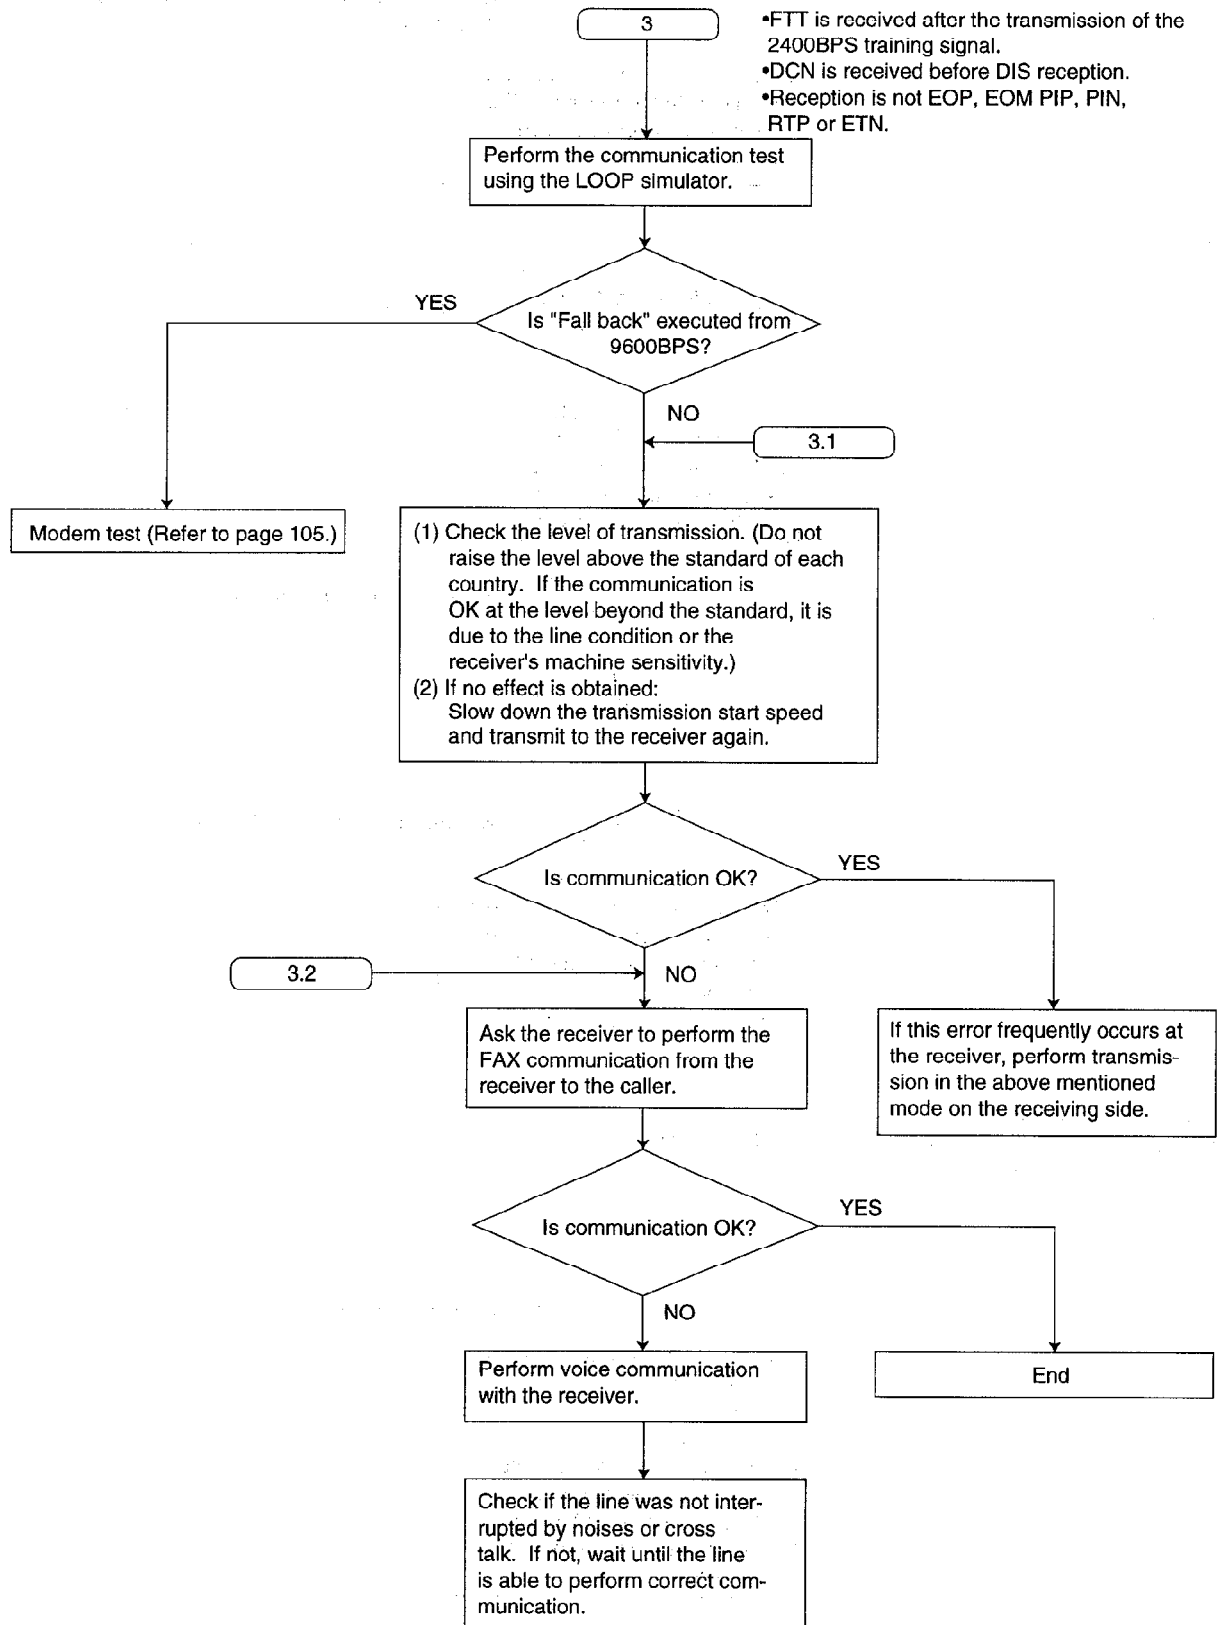 3
•FTT is received after the transmission of the
2400BPS training signal.
•DCN is received before DIS reception.
•Reception is not EOP, EOM PIP, PIN,
RTP or ETN.
Perform the communication test
using the LOOP simulator.
YES
Is "Fall back" executed from
9600BPS?
NO
3.1
Modem test (Refer to page 105.)
(1) Check the level of transmission. (Do not
raise the level above the standard of each
country. If the communication is
OK at the level beyond the standard, it is
due to the line condition or the
receiver's machine sensitivity.)
(2) If no effect is obtained:
Slow down the transmission start speed
and transmit to the receiver again.
Is communication OK?
YES
3.2
NO
Ask the receiver to perform the
FAX communication from the
receiver to the caller.
If this error frequently occurs at
the receiver, perform transmis-
sion in the above mentioned
mode on the receiving side.
Is communication OK?
YES
NO
Perform voice communication
with the receiver.
End
Check if the line was not inter-
rupted by noises or cross
talk. If not, wait until the line
is able to perform correct com-
munication.